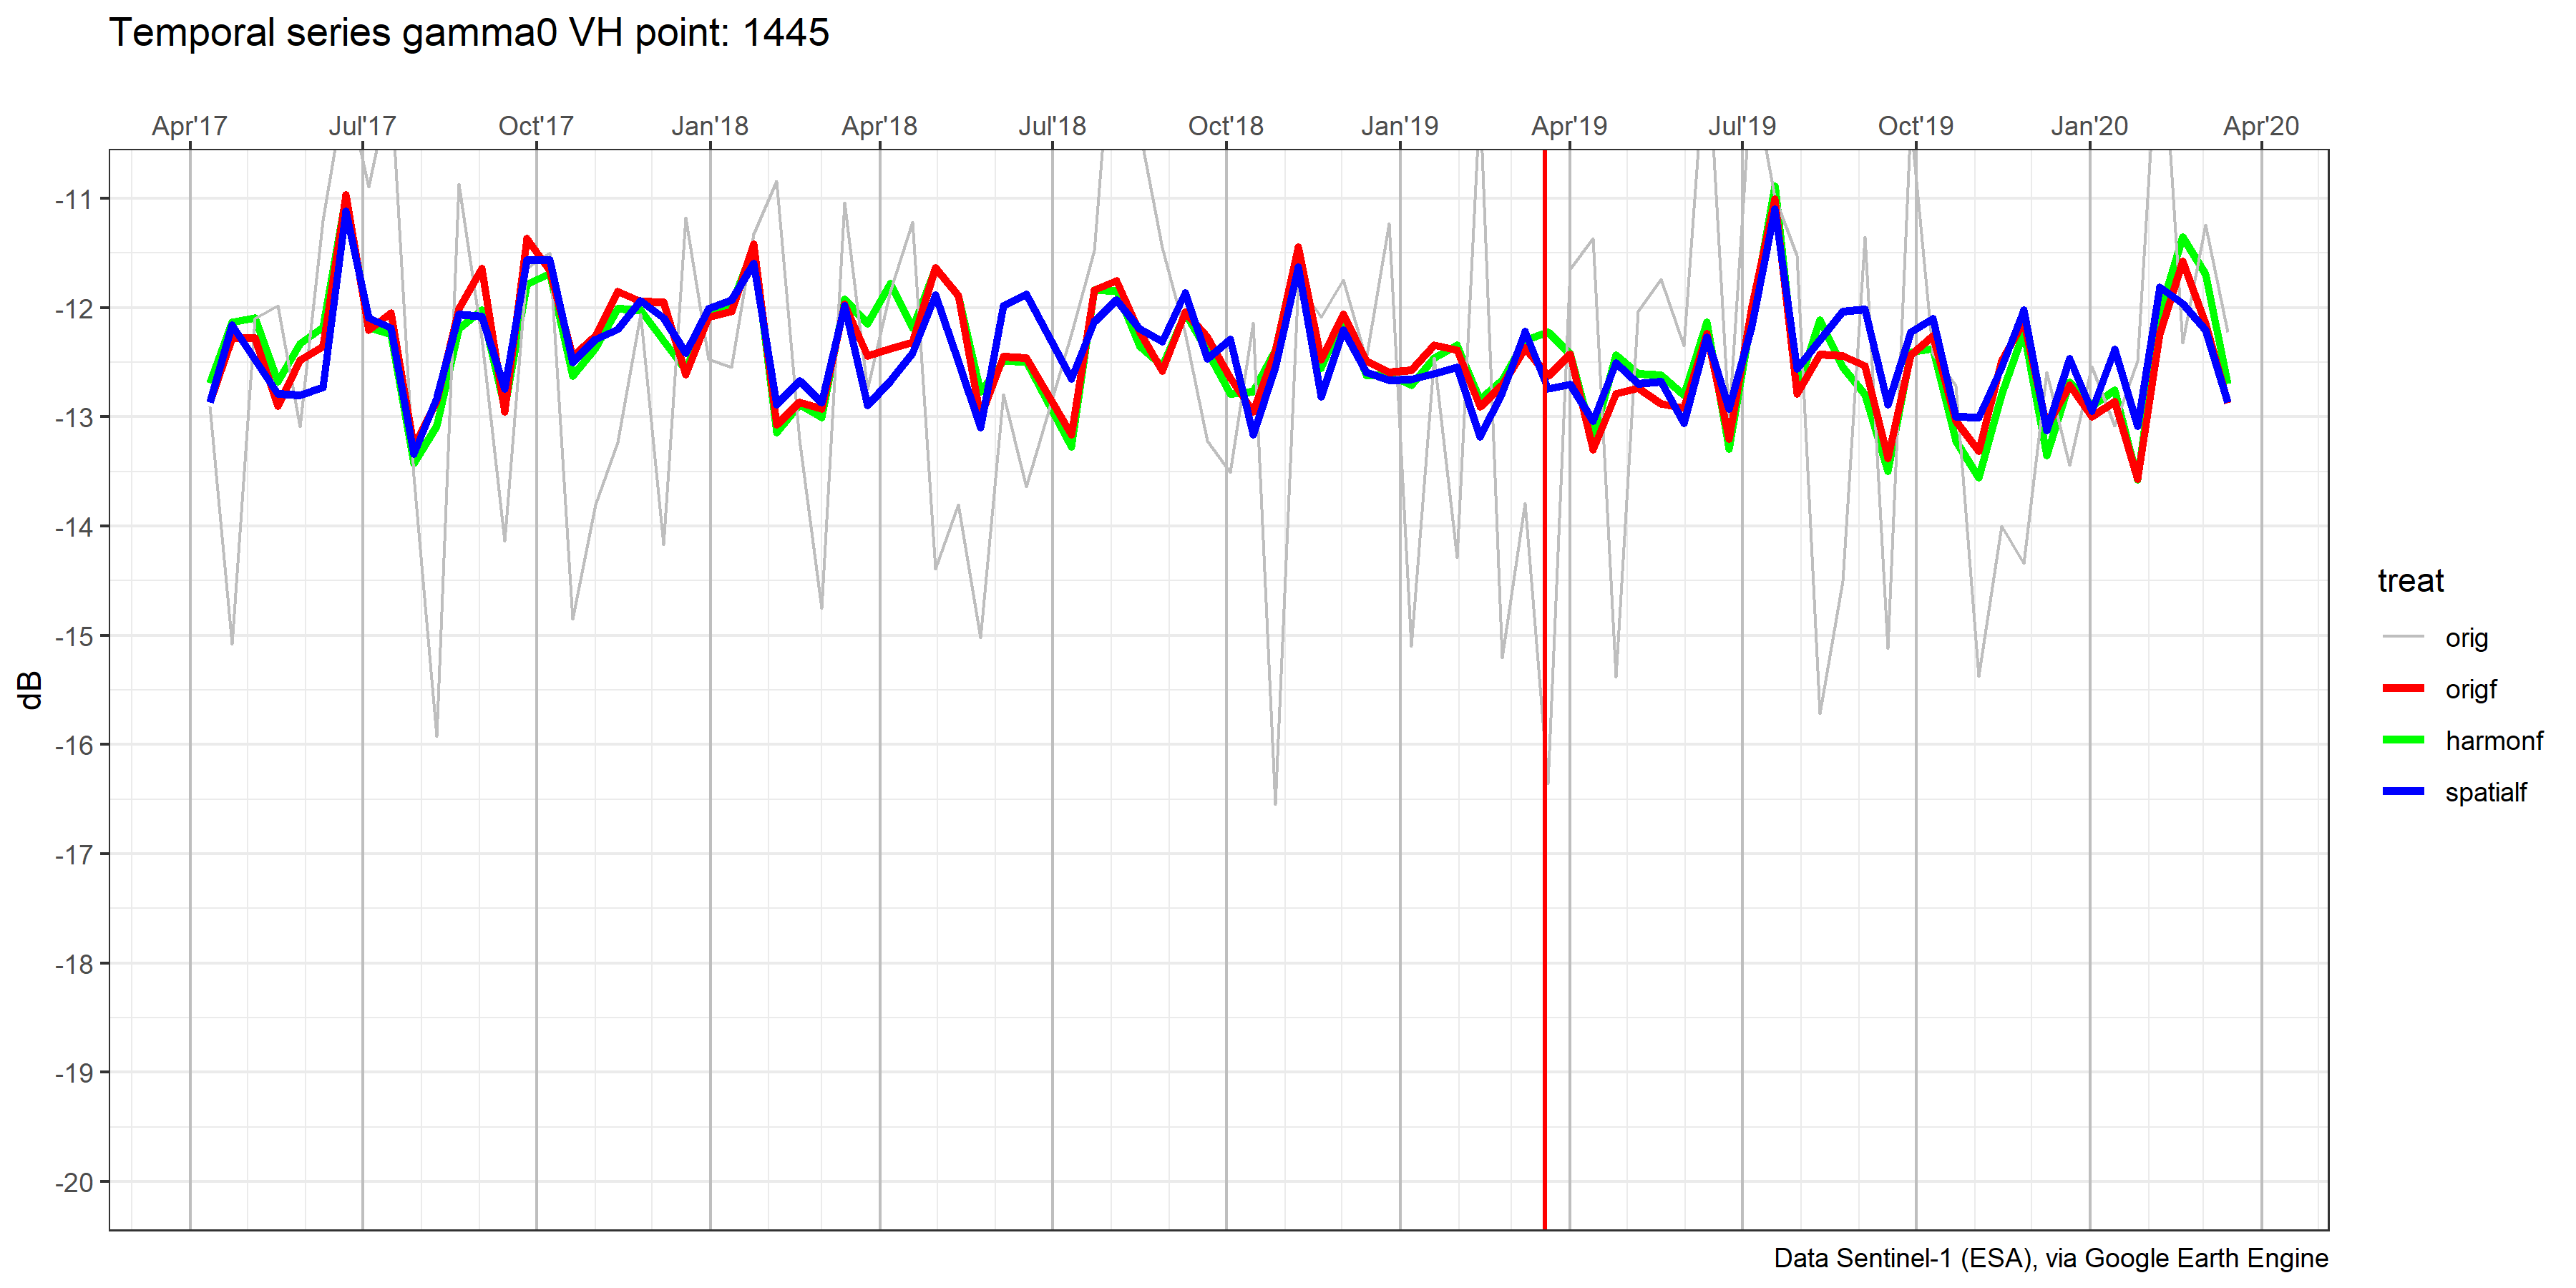 Temporal series gamma0 VH point: 1445
Apr'17 Jul'17 Oct'17 Jan'18 Apr'18 Jul'18 Oct'18 Jan'19 Apr'19 Jul'19 Oct'19 Jan'20 Apr'20
-11
-12
-13
-14
-15
-16
-17
-18
-19
-20
dB
treat
orig
origf
harmonf
spatialf
Data Sentinel-1 (ESA), via Google Earth Engine